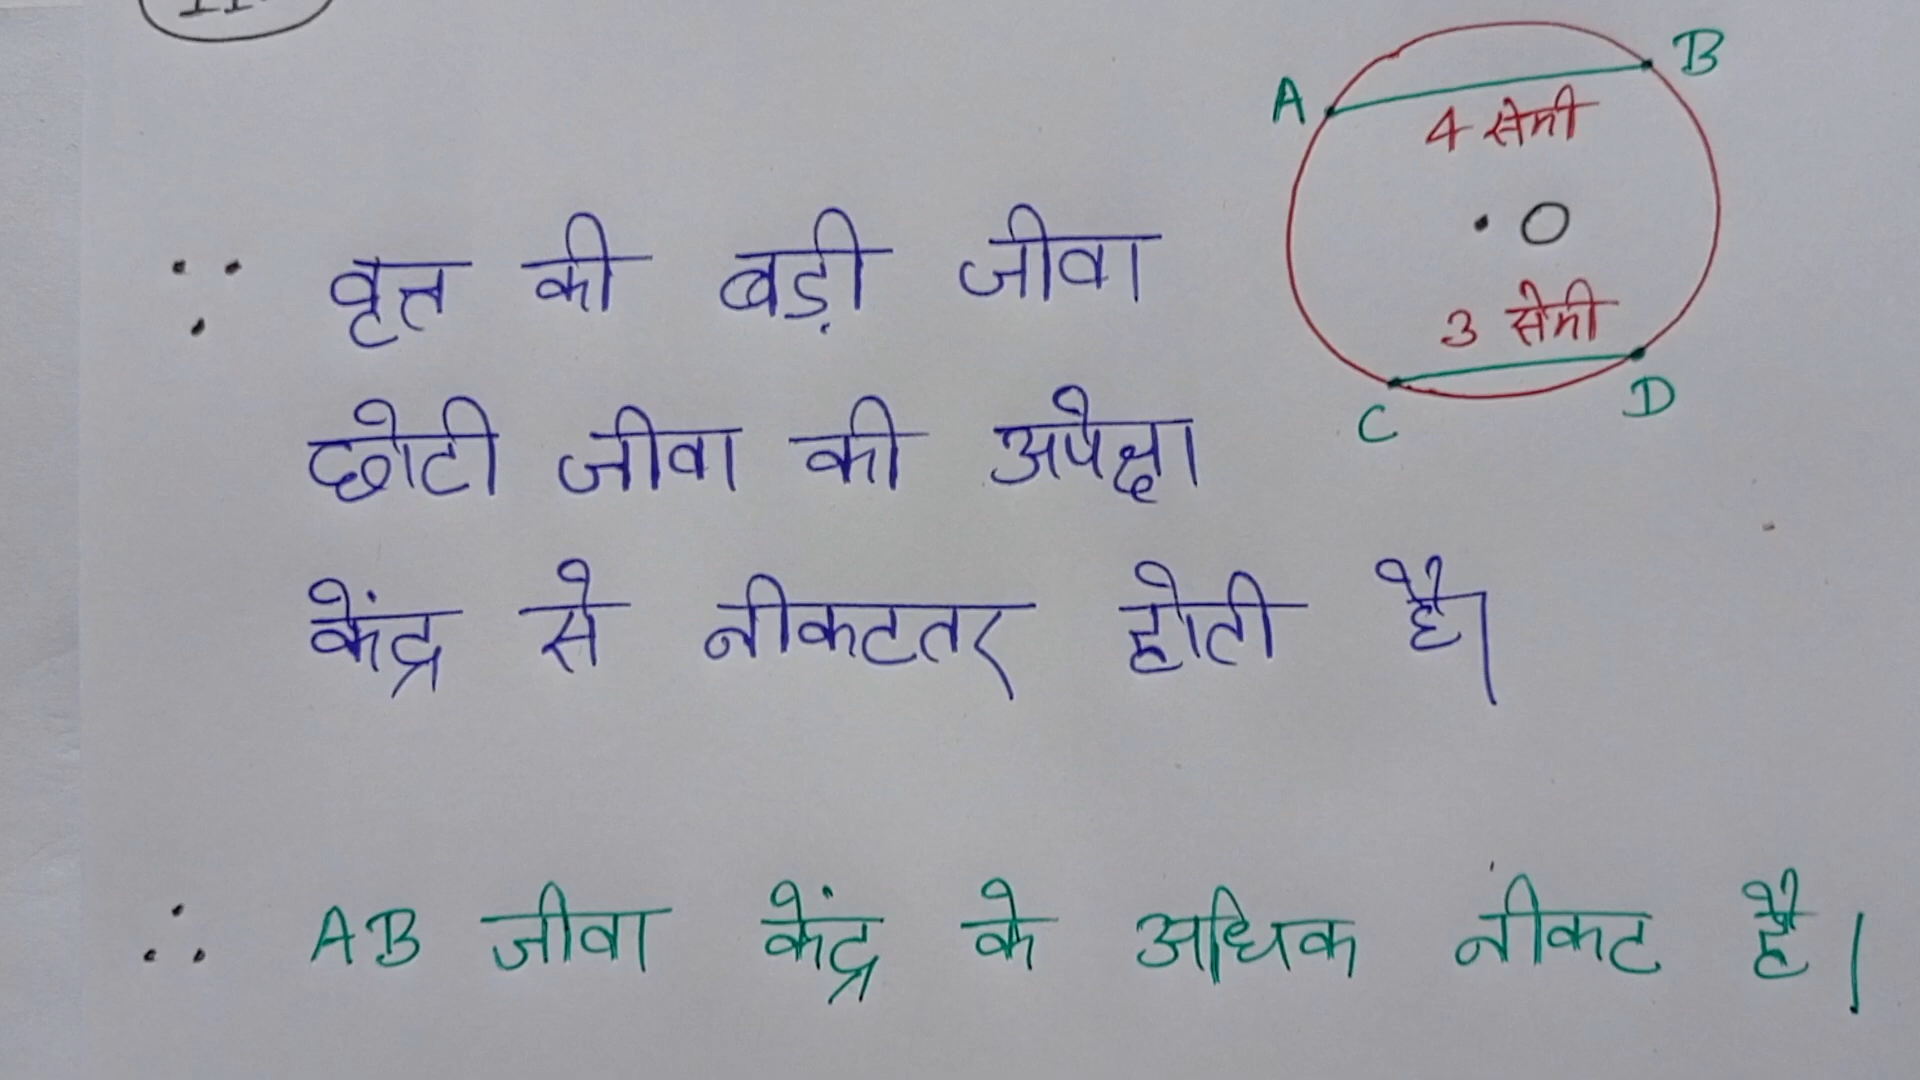 A
B
4 सेमी
O
3 सेमी
C
D
∵ वृत्त की बड़ी जीवा
छोटी जीवा की अपेक्षा
केंद्र से नीकटतर होती है।
∴ AB जीवा केंद्र के अधिक नीकट है।